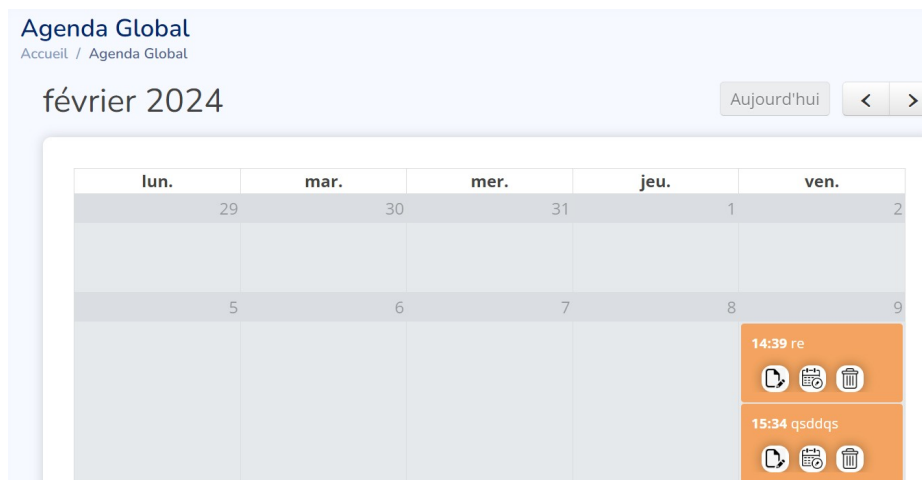 Agenda Global
Accueil / Agenda Global
février 2024
Aujourd'hui
lun. mar. mer. jeu. ven.
29 30 31 1 2
5 6 7 8 9
14:39 re
15:34 qsddqs